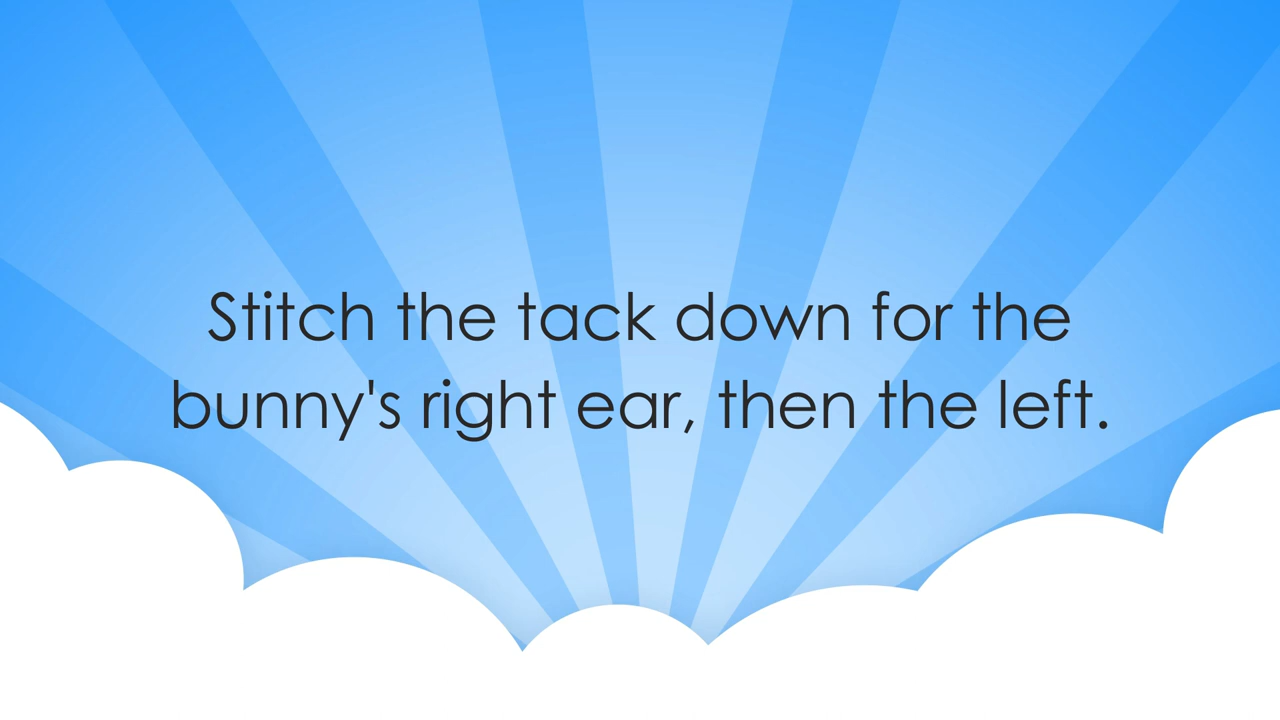 Stitch the tack down for the
bunny's right ear, then the left.